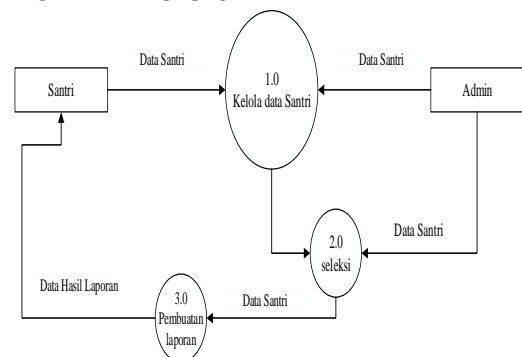 Data Santri
Data Santri
1.0
Kelola data Santri
Santri
Admin
Data Santri
2.0
seleksi
Data Hasil Laporan
Data Santri
3.0
Pembuatan
laporan